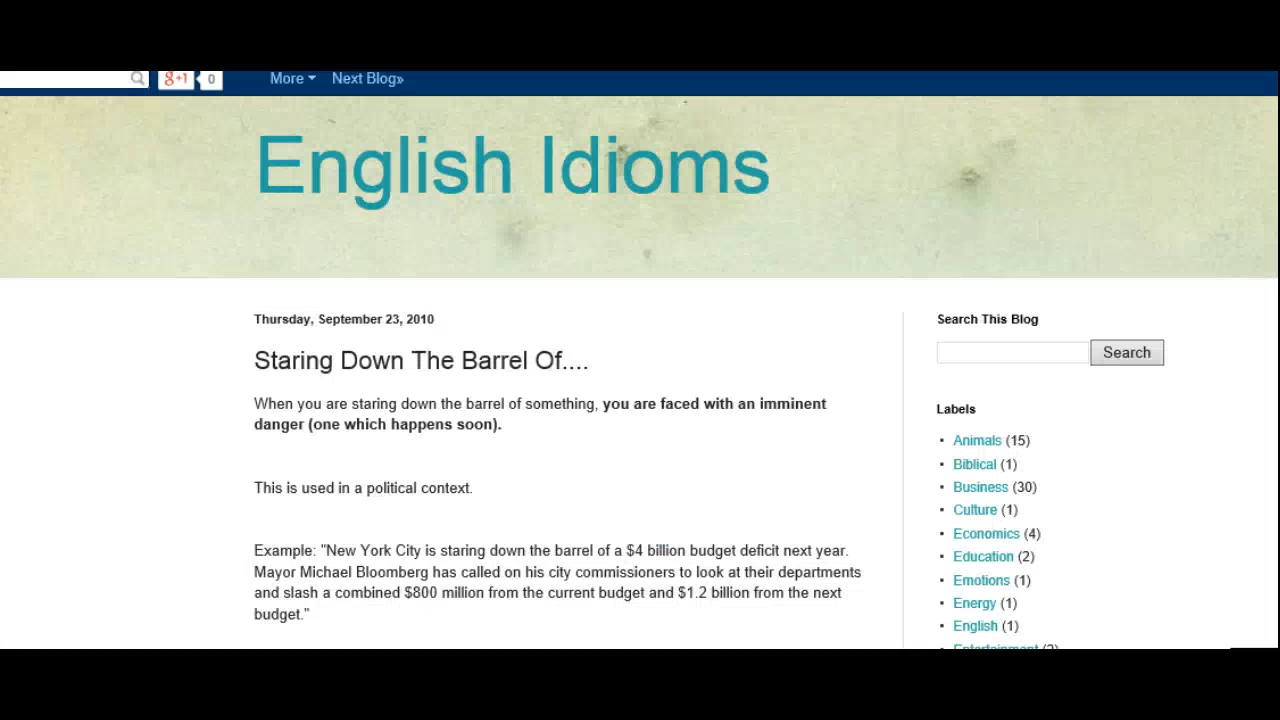 g+1 0 More Next Blog»
English Idioms
Thursday, September 23, 2010
Staring Down The Barrel Of....
When you are staring down the barrel of something, you are faced with an imminent
danger (one which happens soon).
This is used in a political context.
Example: "New York City is staring down the barrel of a $4 billion budget deficit next year.
Mayor Michael Bloomberg has called on his city commissioners to look at their departments
and slash a combined $800 million from the current budget and $1.2 billion from the next
budget."
Search This Blog
Search
Labels
• Animals (15)
• Biblical (1)
• Business (30)
• Culture (1)
• Economics (4)
• Education (2)
• Emotions (1)
• Energy (1)
• English (1)
Entertainment